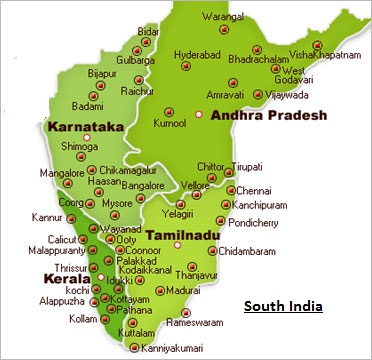 Warangal
Bidar
Gulbarga
Hyderabad
Bhadrachalam
VishaKhapatnam
West
Godavari
Bijapur
Raichur
Badami
Amravati
Vijaywada
Kurnool
Andhra Pradesh
Karnataka
Shimoga
Chikamagalur
Mangalore
Haasan
Bangalore
Chittor
Tirupati
Vellore
Chennai
Coorg
Mysore
Yelagiri
Kanchipuram
Kannur
Pondicherry
Wayanad
Calicut
Ooty
Tamilnadu
Malappuranty
Coonoor
Chidambaram
Palakkad
Thrissur
Kodaikkanal
Thanjavur
Kerala
Idukki
kochi
Madurai
Alappuzha
Kottayam
Palhana
South India
Kollam
Rameswaram
Kuttalam
Kanniyakumari